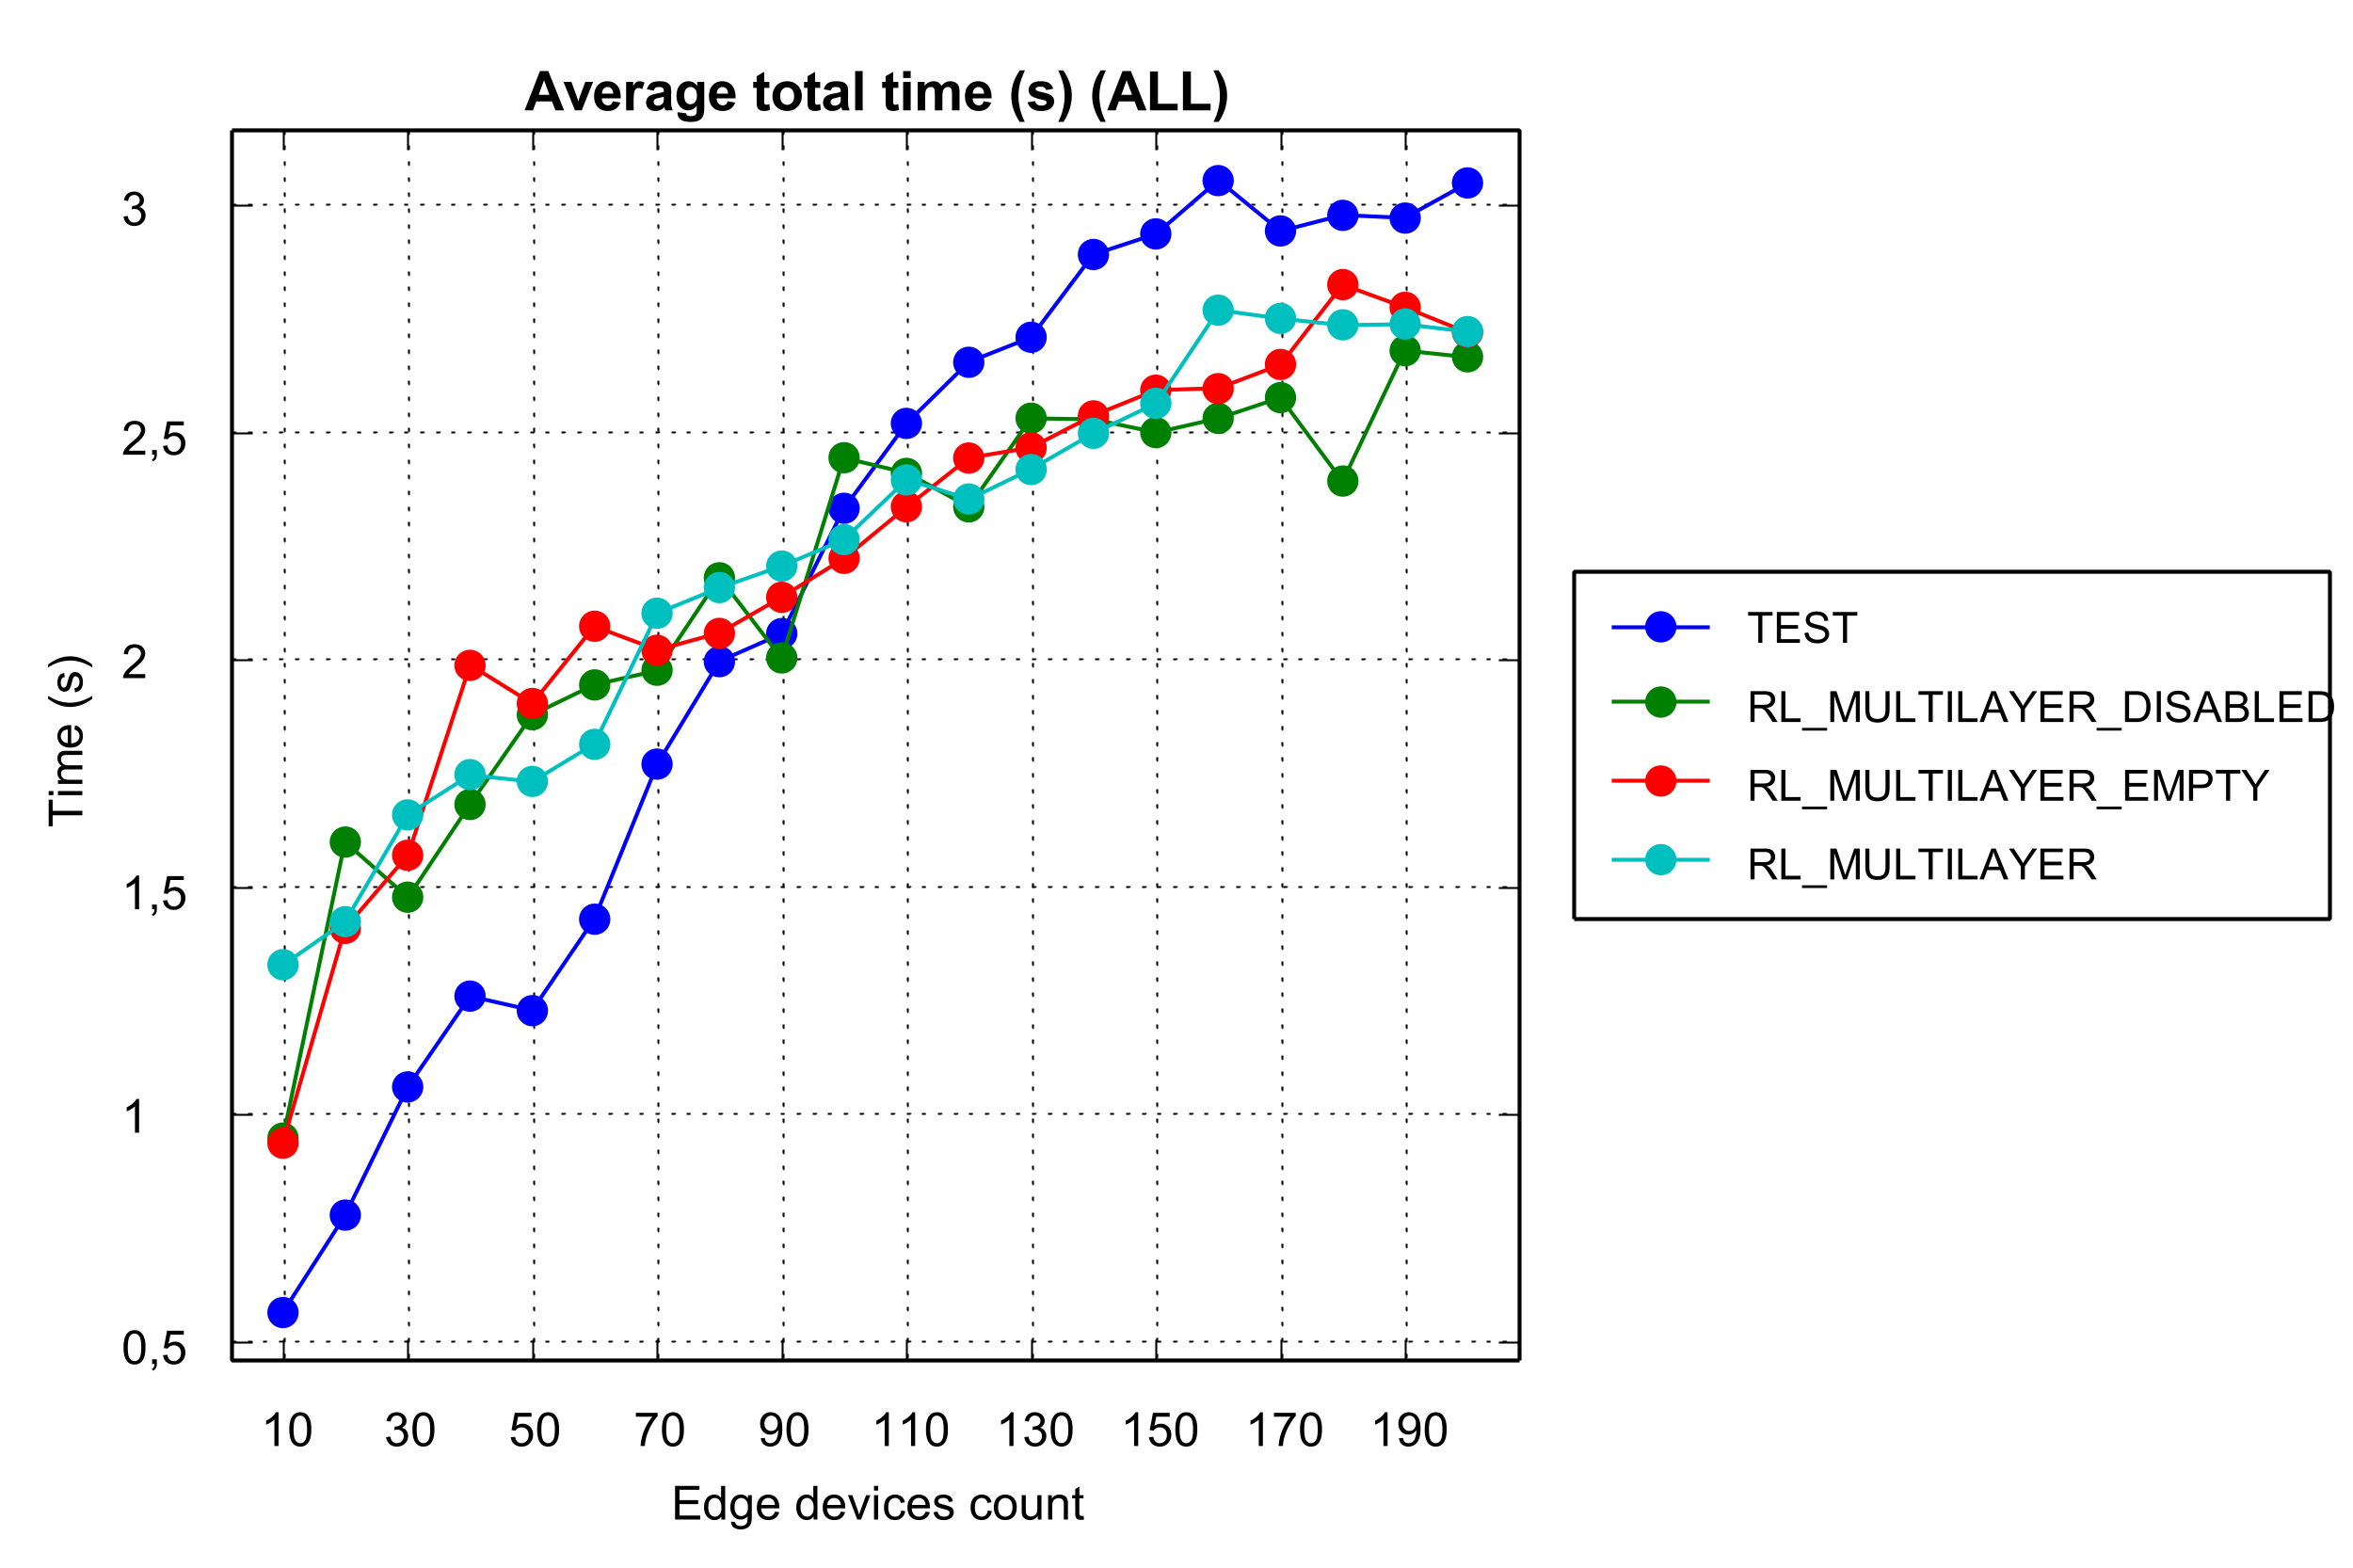 Average total time (s) (ALL)
3
2,5
2
1,5
1
0,5
Time (s)
10 30 50 70 90 110 130 150 170 190
Edge devices count
TEST
RL_MULTILAYER_DISABLED
RL_MULTILAYER_EMPTY
RL_MULTILAYER